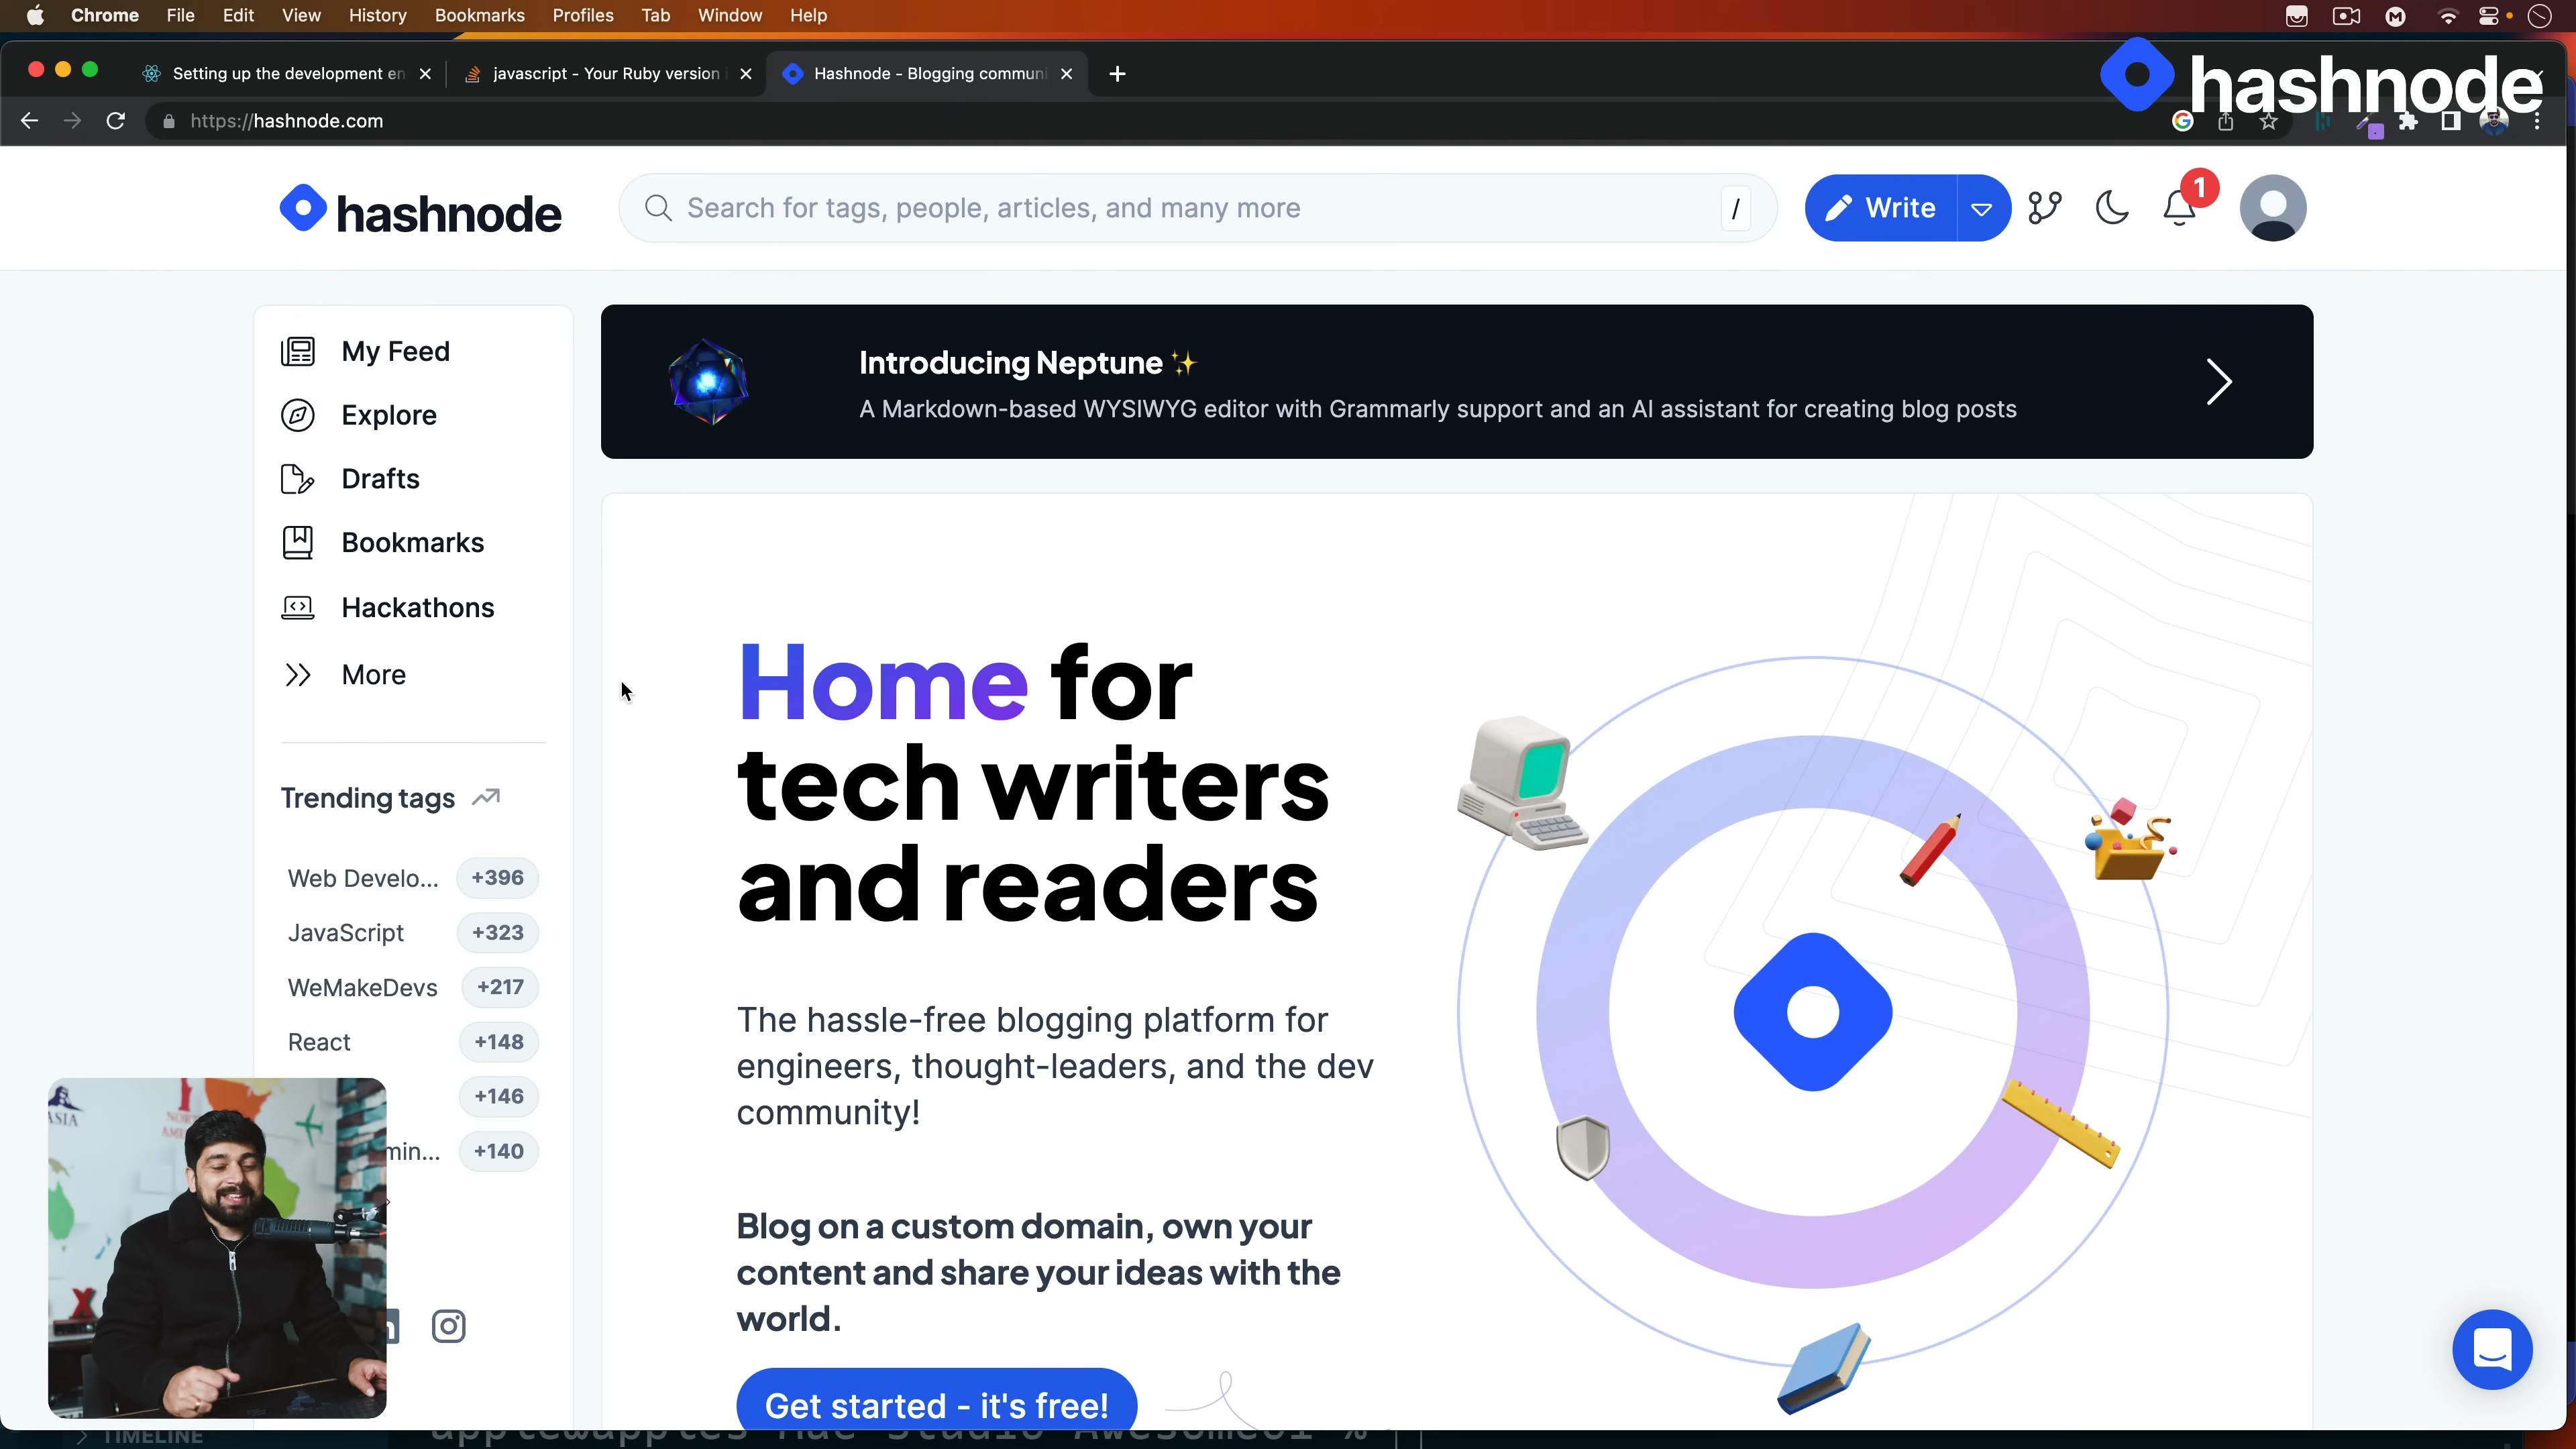 Chrome File Edit View History Bookmarks Profiles Tab Window Help
Setting up the development en
javascript - Your Ruby version
Hashnode - Blogging communi
hashnode
https://hashnode.com
hashnode
Search for tags, people, articles, and many more
/
Write
1
My Feed
Explore
Drafts
Bookmarks
Hackathons
More
Trending tags
Web Develo... +396
JavaScript +323
WeMakeDevs +217
React +148
+146
min... +140
Introducing Neptune ✨
A Markdown-based WYSIWYG editor with Grammarly support and an AI assistant for creating blog posts
Home for
tech writers
and readers
The hassle-free blogging platform for
engineers, thought-leaders, and the dev
community!
Blog on a custom domain, own your
content and share your ideas with the
world.
Get started - it's free!
ASIA
TIMELINE